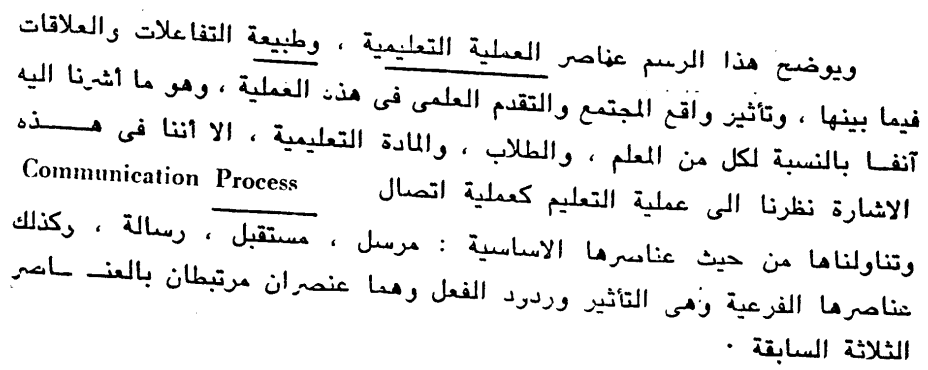 ويوضح هذا الرسم عناصر العملية التعليمية ، وطبيعة التفاعلات والعلاقات
فيما بينها ، وتأثير واقع المجتمع والتقدم العلمى فى هذه العملية ، وهو ما أشرنا اليه
آنفا بالنسبة لكل من المعلم ، والطلاب ، والمادة التعليمية ، الا أننا فى هـــذه
الاشارة نظرنا الى عملية التعليم كعملية اتصال Communication Process
وتناولناها من حيث عناصرها الاساسية : مرسل ، مستقبل ، رسالة ، وكذلك
عناصرها الفرعية وهى التأثير وردود الفعل وهما عنصران مرتبطان بالعنـــاصر
الثلاثة السابقة .